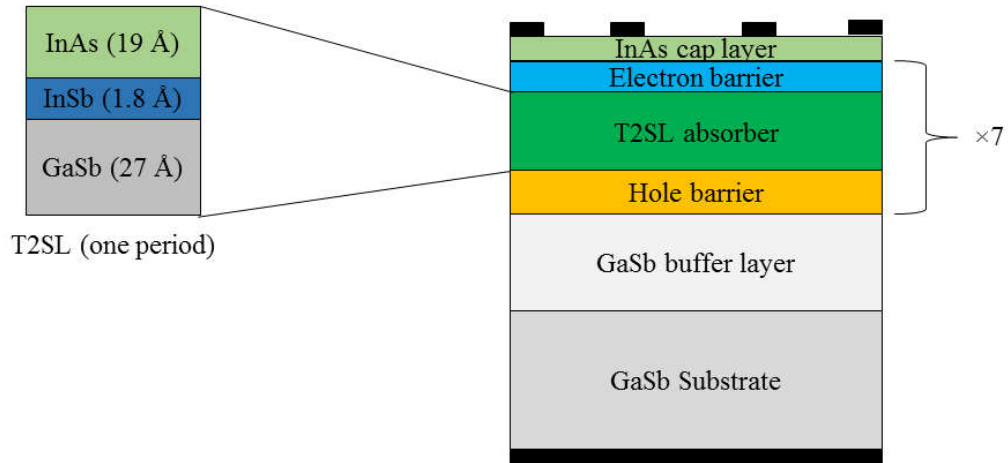 InAs (19 Å)
InSb (1.8 Å)
GaSb (27 Å)
T2SL (one period)
InAs cap layer
Electron barrier
T2SL absorber
Hole barrier
×7
GaSb buffer layer
GaSb Substrate